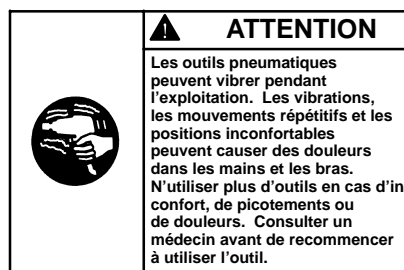 ATTENTION
Les outils pneumatiques
peuvent vibrer pendant
l'exploitation. Les vibrations,
les mouvements répétitifs et les
positions inconfortables
peuvent causer des douleurs
dans les mains et les bras.
N'utiliser plus d'outils en cas d'in
confort, de picotements ou
de douleurs. Consulter un
médecin avant de recommencer
à utiliser l'outil.